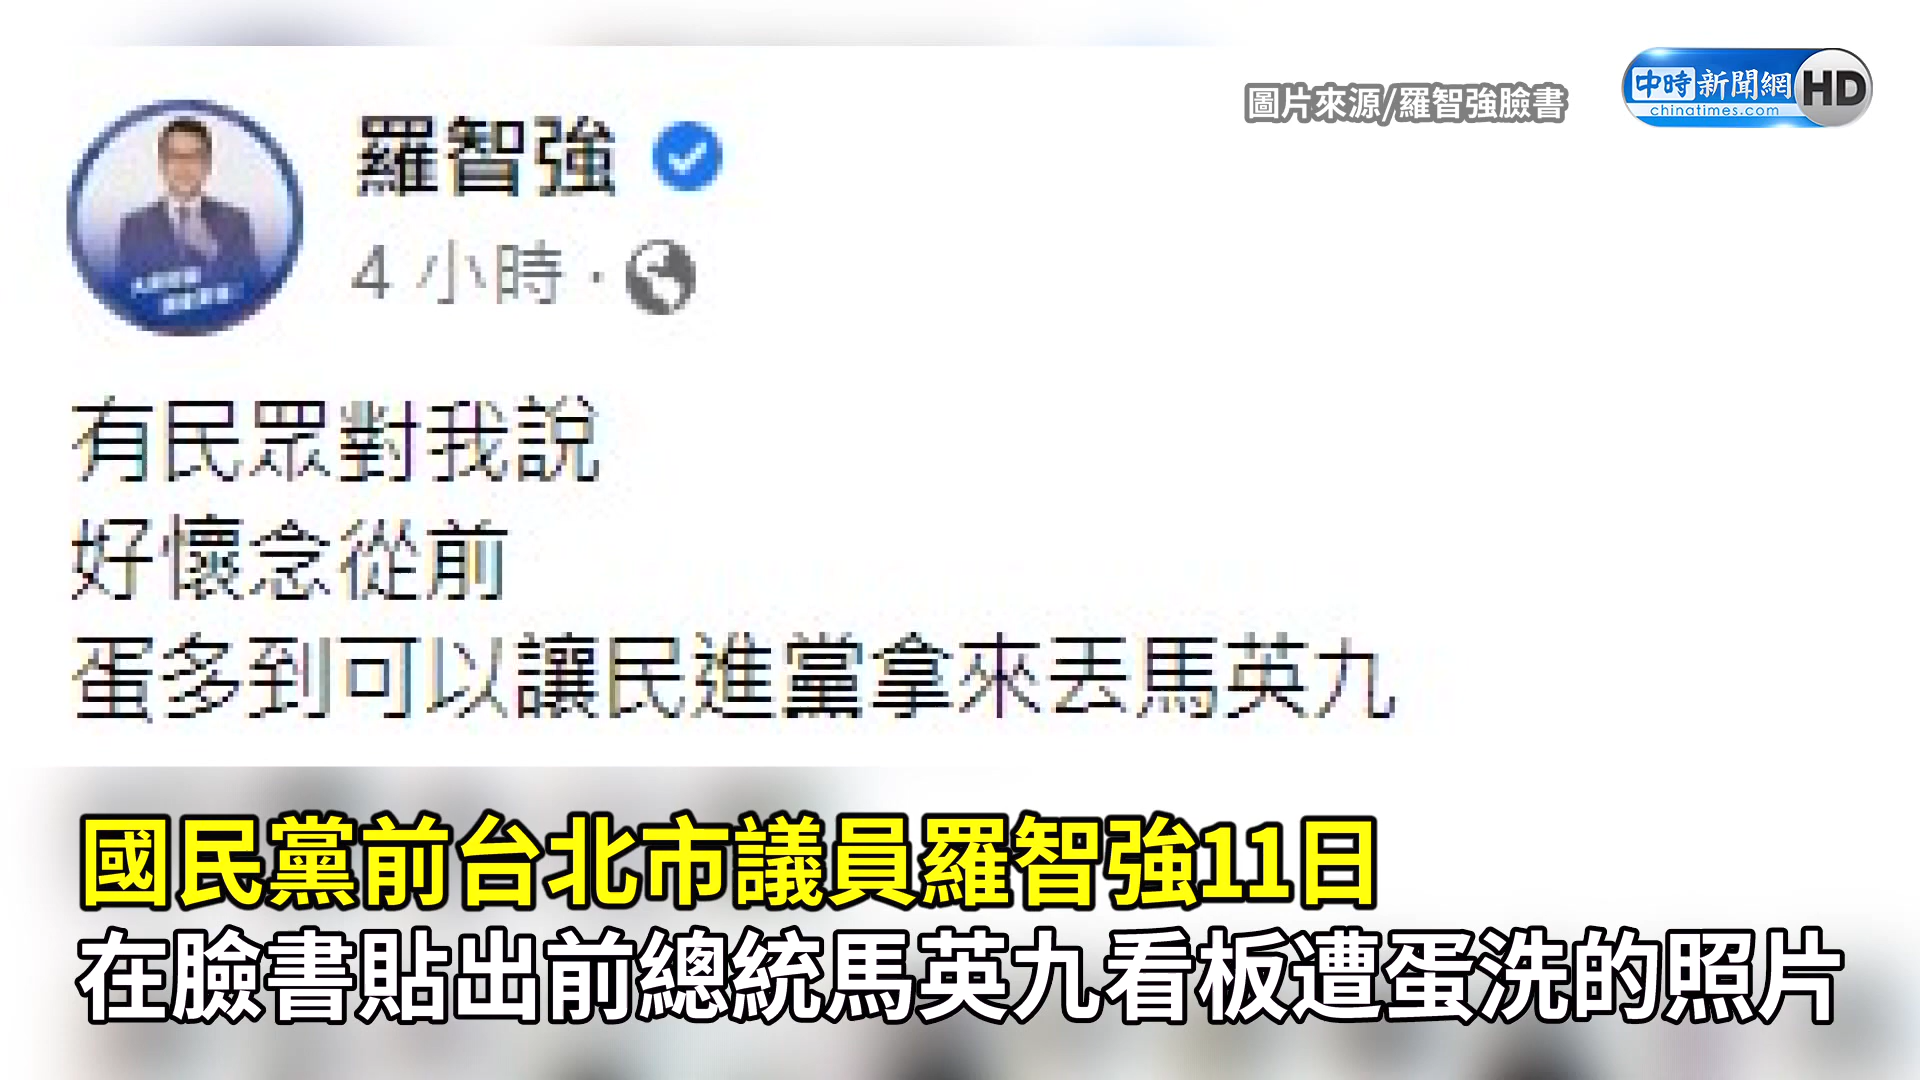 圖片來源/羅智強臉書
中時新聞網HD
chinatimes.com
羅智強
4 小時 ·
有民眾對我說
好懷念從前
蛋多到可以讓民進黨拿來丟馬英九
國民黨前台北市議員羅智強11日
在臉書貼出前總統馬英九看板遭蛋洗的照片